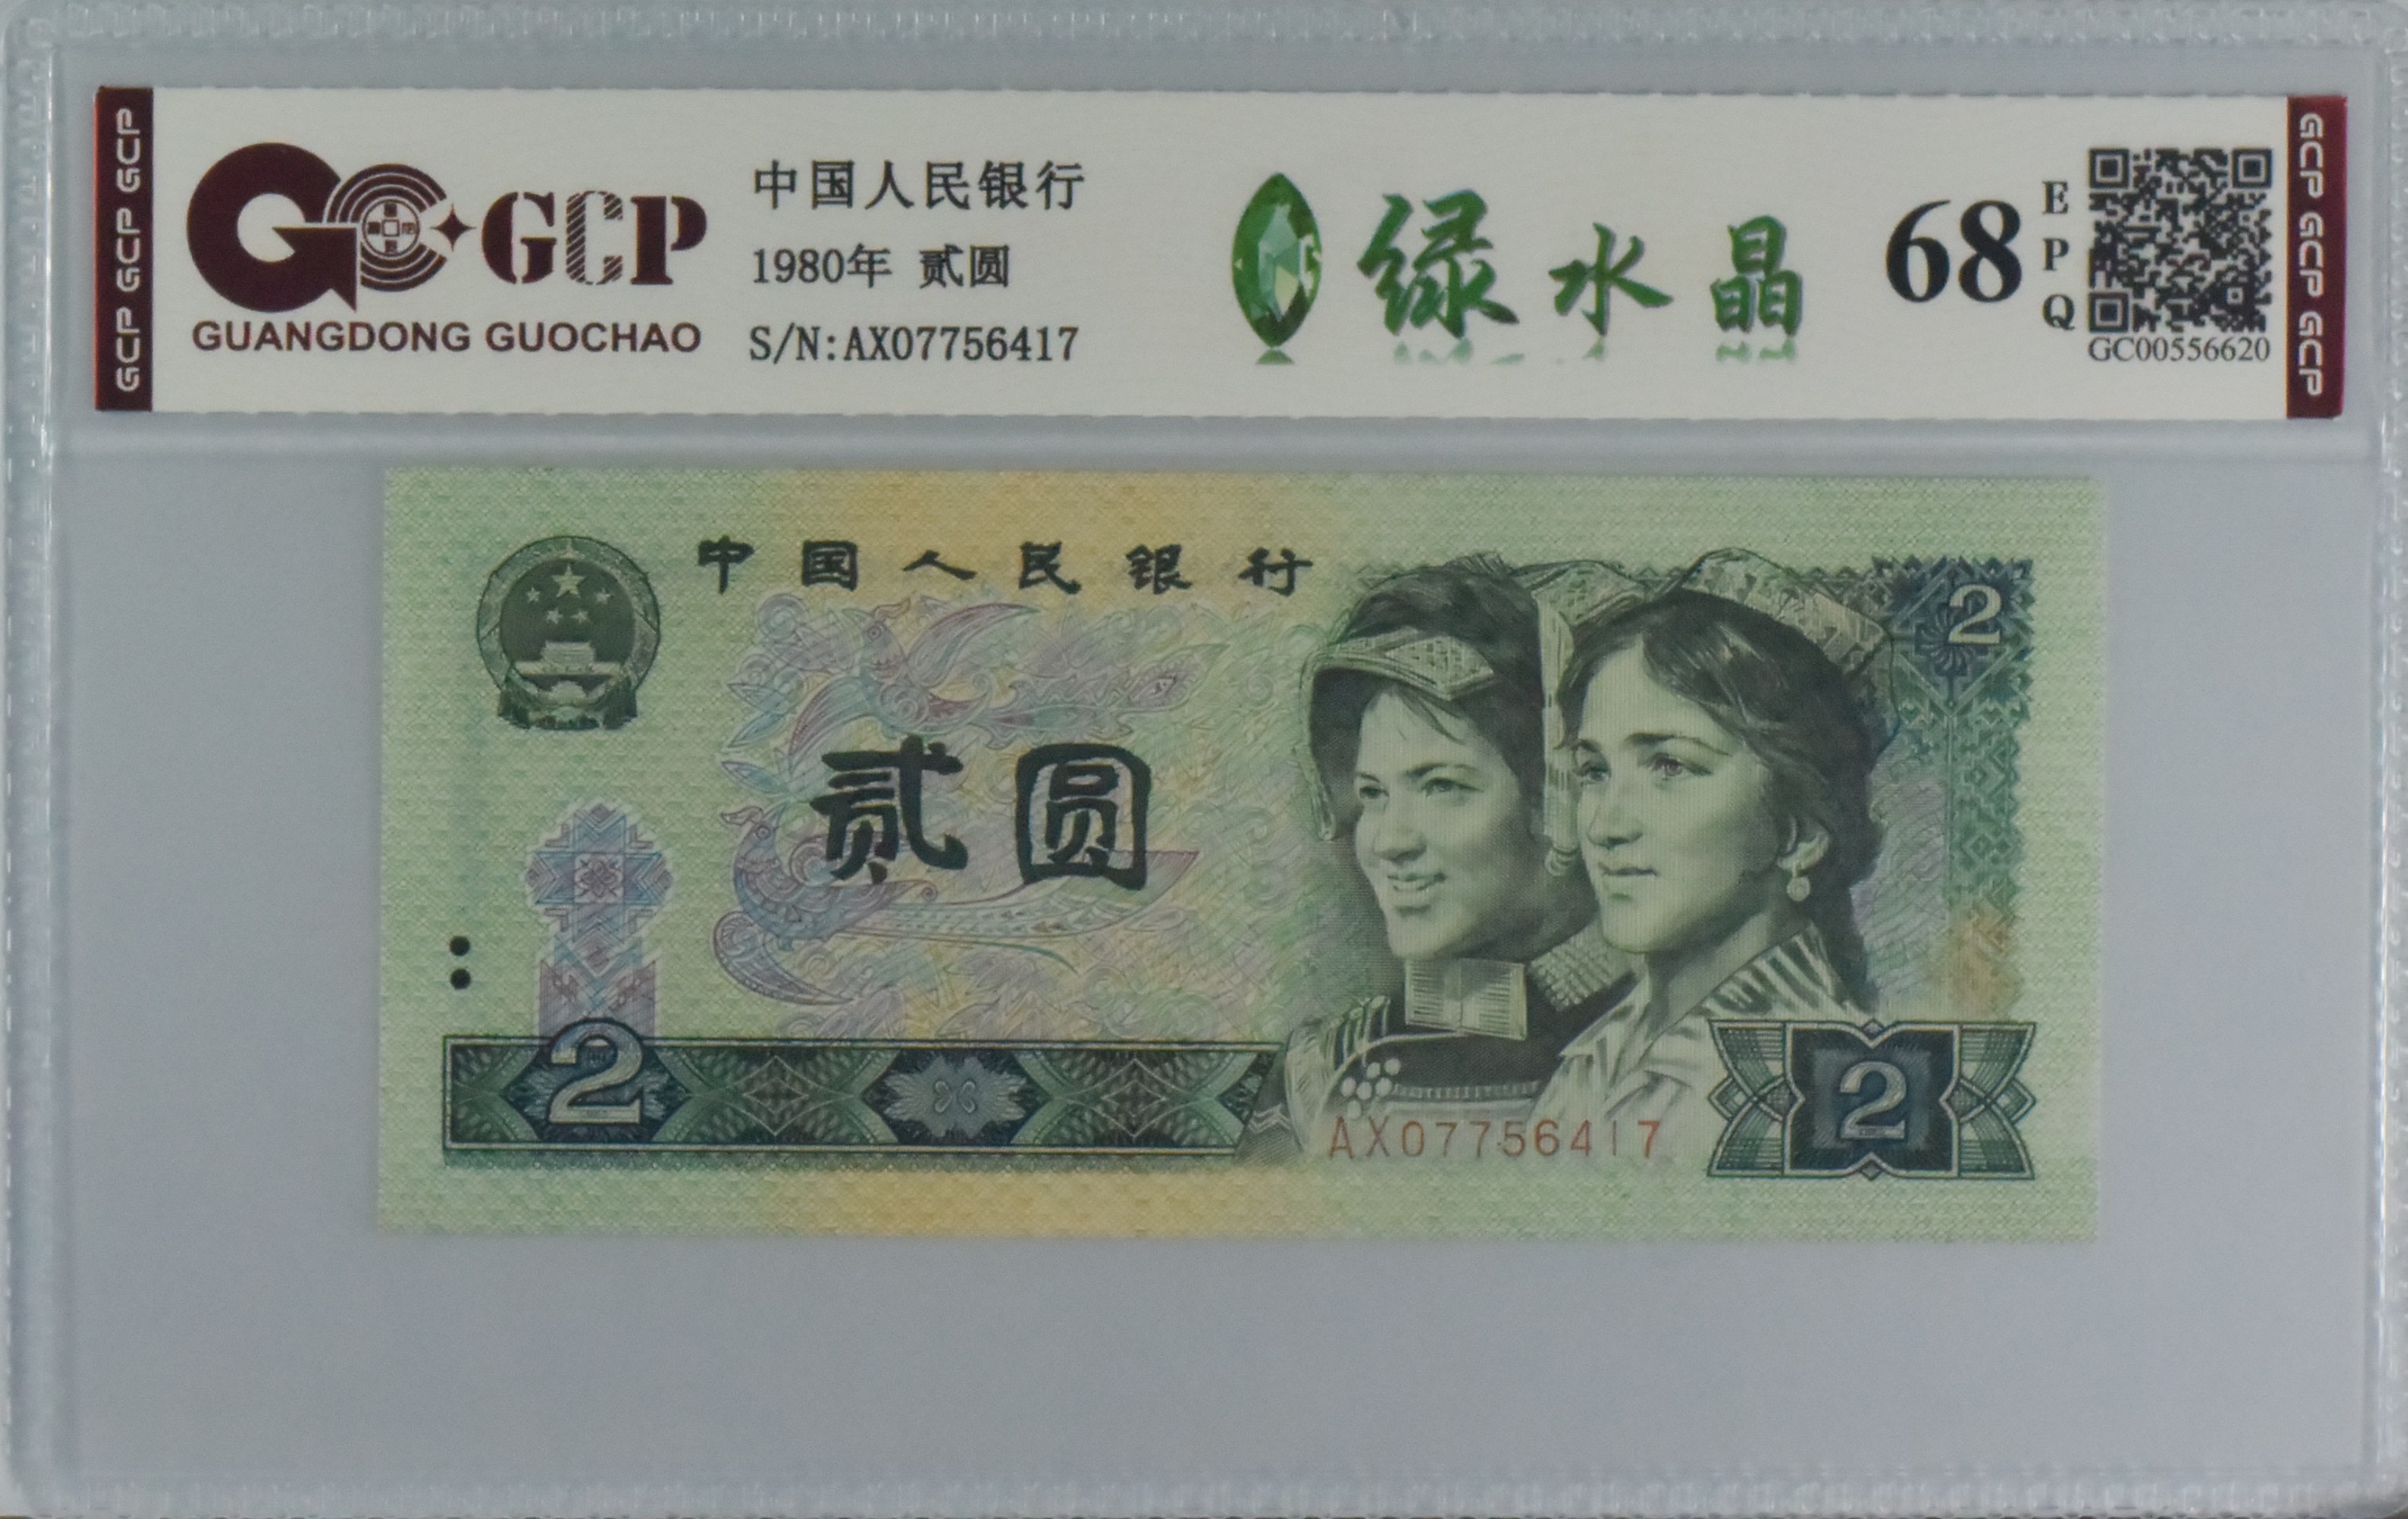 GCP GCP GCP
GCP
GUANGDONG GUOCHAO
中国人民银行
1980年 贰圆
S/N:AX07756417
绿水晶
68
EPQ
GC00556620
GCP GCP GCP
中国人民银行
2
贰圆
2
AX07756417
2